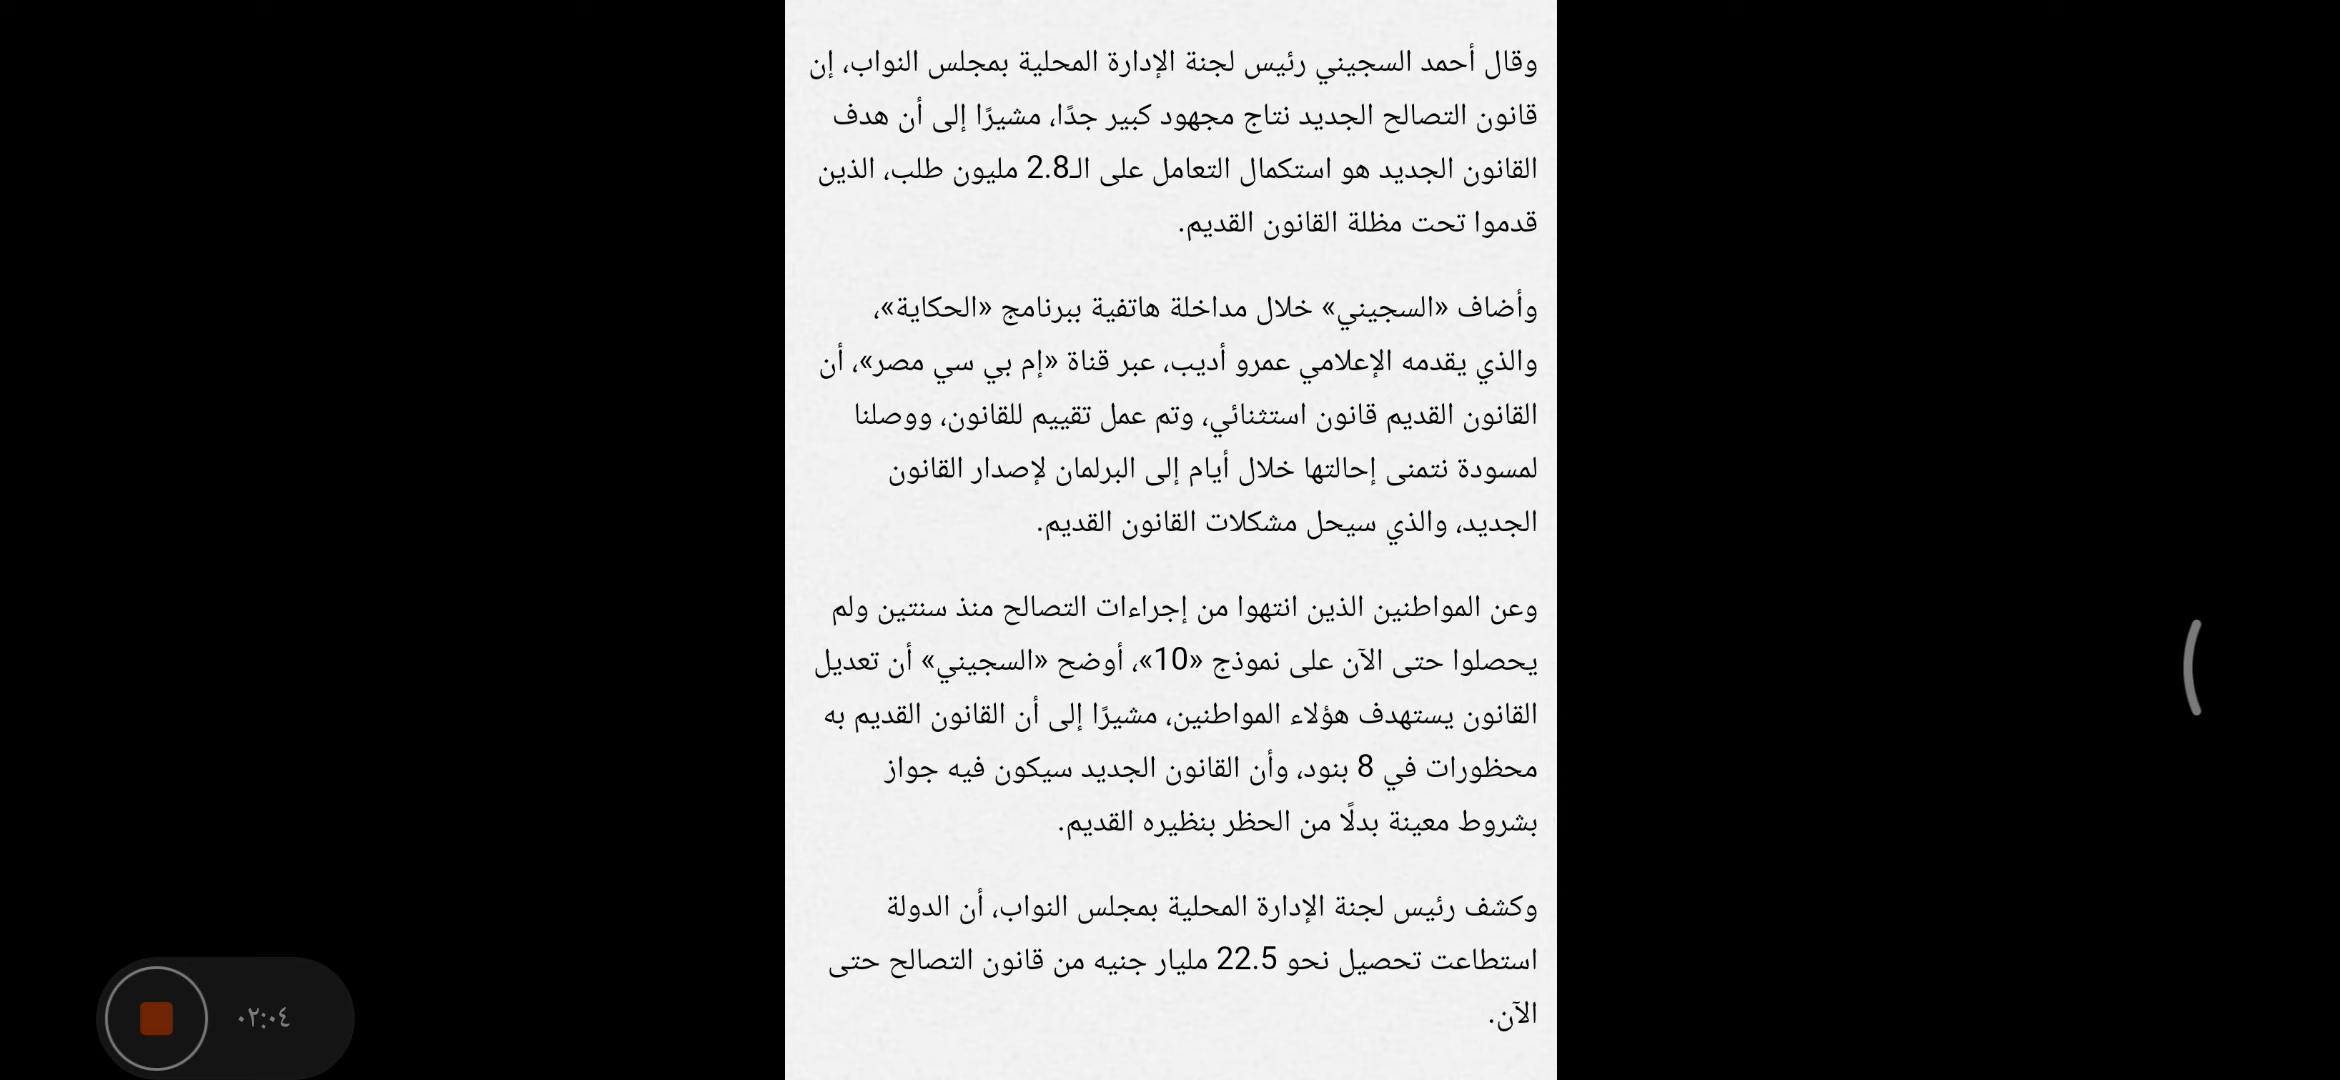 وقال أحمد السجيني رئيس لجنة الإدارة المحلية بمجلس النواب، إن
قانون التصالح الجديد نتاج مجهود كبير جدًا، مشيرًا إلى أن هدف
القانون الجديد هو استكمال التعامل على الـ2.8 مليون طلب، الذين
قدموا تحت مظلة القانون القديم.
وأضاف «السجيني» خلال مداخلة هاتفية ببرنامج «الحكاية»،
والذي يقدمه الإعلامي عمرو أديب، عبر قناة «إم بي سي مصر»، أن
القانون القديم قانون استثنائي، وتم عمل تقييم للقانون، ووصلنا
لمسودة نتمنى إحالتها خلال أيام إلى البرلمان لإصدار القانون
الجديد، والذي سيحل مشكلات القانون القديم.
وعن المواطنين الذين انتهوا من إجراءات التصالح منذ سنتين ولم
يحصلوا حتى الآن على نموذج «10»، أوضح «السجيني» أن تعديل
القانون يستهدف هؤلاء المواطنين، مشيرًا إلى أن القانون القديم به
محظورات في 8 بنود، وأن القانون الجديد سيكون فيه جواز
بشروط معينة بدلًا من الحظر بنظيره القديم.
وكشف رئيس لجنة الإدارة المحلية بمجلس النواب، أن الدولة
استطاعت تحصيل نحو 22.5 مليار جنيه من قانون التصالح حتى
الآن.
٠٢:٠٤